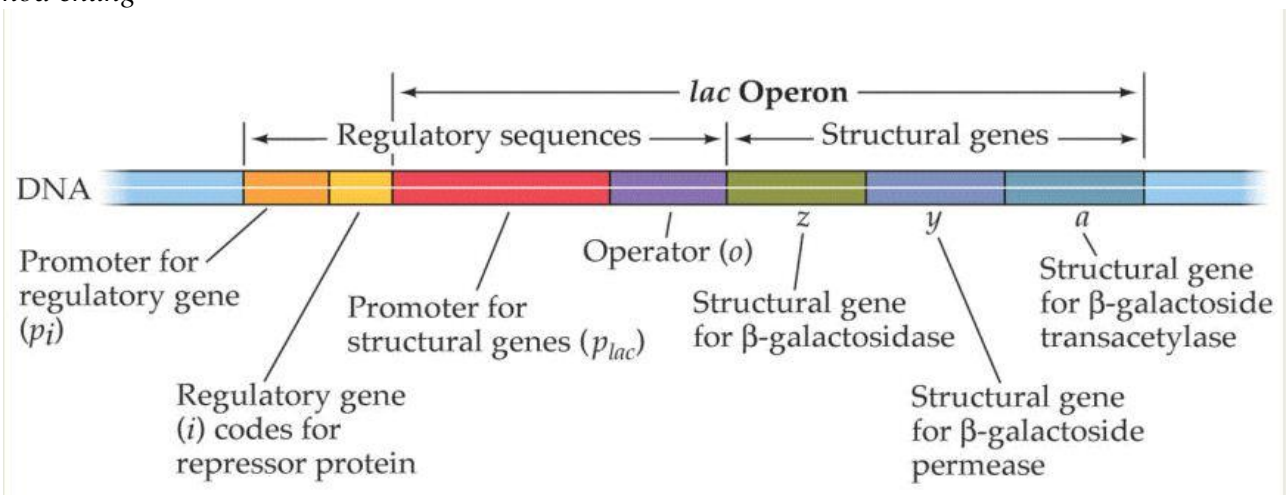 lac Operon
Regulatory sequences
Structural genes
DNA
z
y
a
Promoter for
regulatory gene
(pi)
Regulatory gene
(i) codes for
repressor protein
Promoter for
structural genes (plac)
Operator (o)
Structural gene
for β-galactosidase
Structural gene
for β-galactoside
permease
Structural gene
for β-galactoside
transacetylase